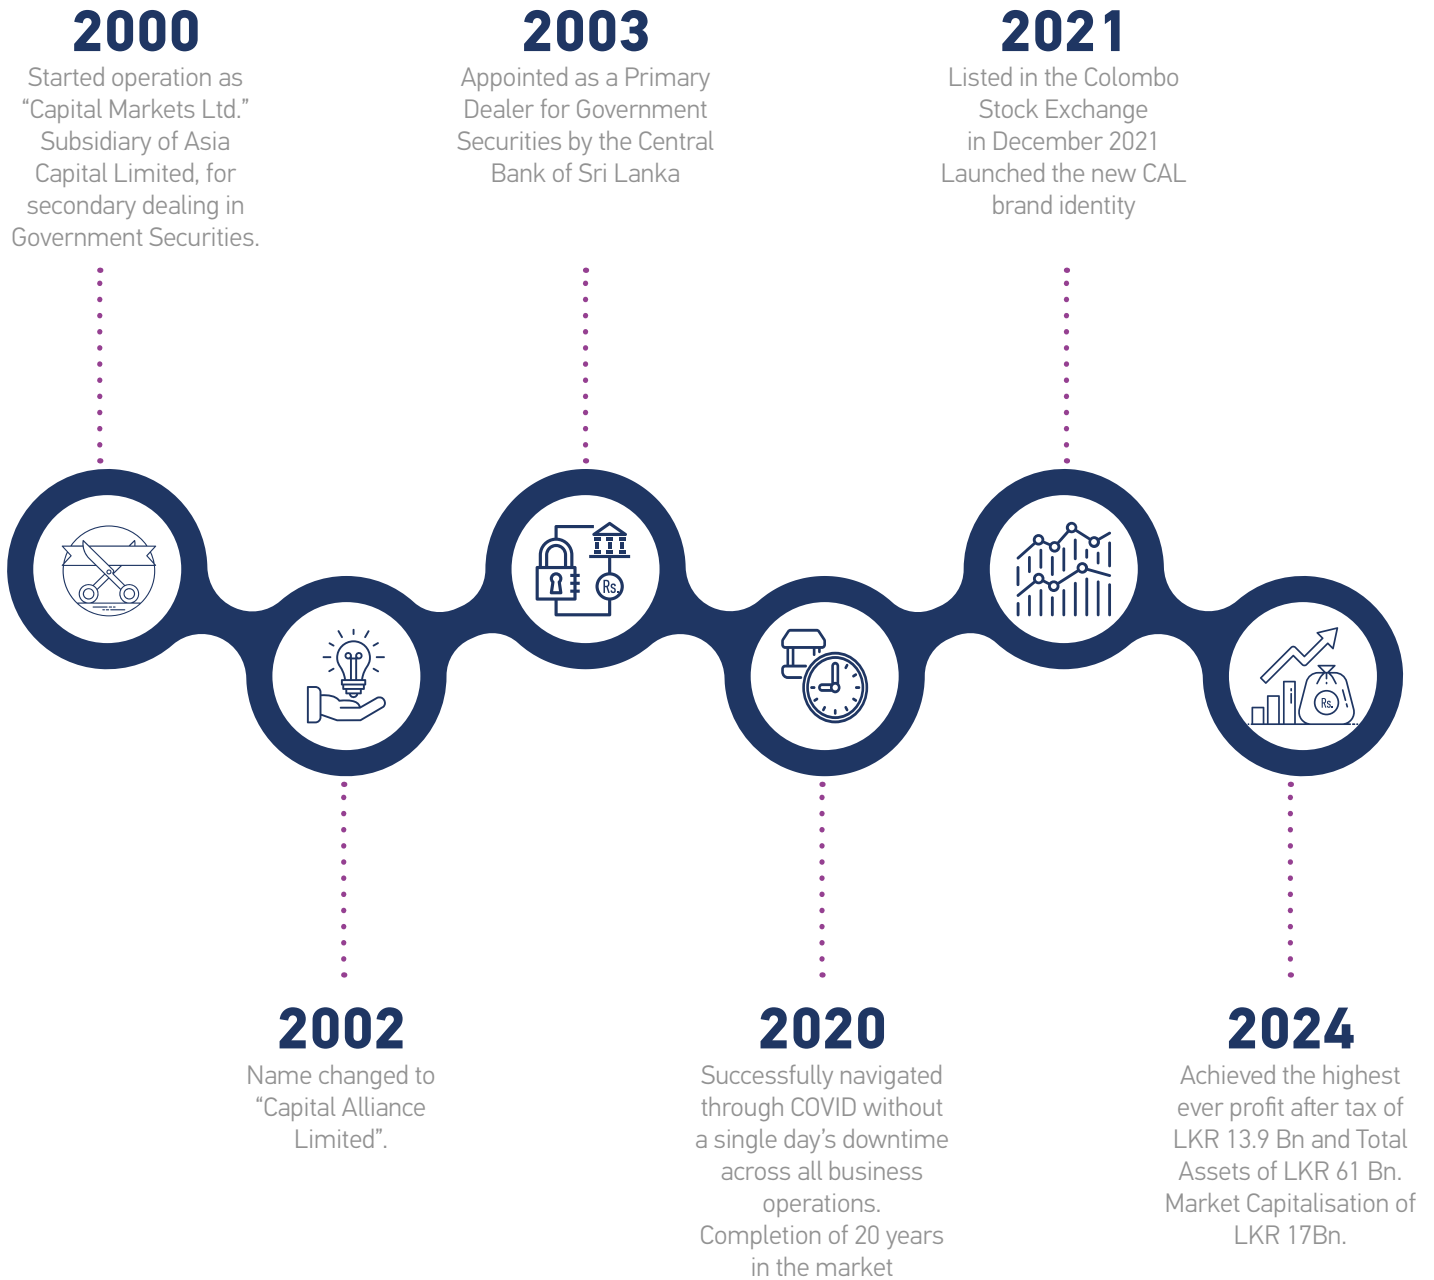 2000
Started operation as
“Capital Markets Ltd.”
Subsidiary of Asia
Capital Limited, for
secondary dealing in
Government Securities.
2003
Appointed as a Primary
Dealer for Government
Securities by the Central
Bank of Sri Lanka
2021
Listed in the Colombo
Stock Exchange
in December 2021
Launched the new CAL
brand identity
Rs.
Rs.
2002
Name changed to
“Capital Alliance
Limited”.
2020
Successfully navigated
through COVID without
a single day’s downtime
across all business
operations.
Completion of 20 years
in the market
2024
Achieved the highest
ever profit after tax of
LKR 13.9 Bn and Total
Assets of LKR 61 Bn.
Market Capitalisation of
LKR 17Bn.